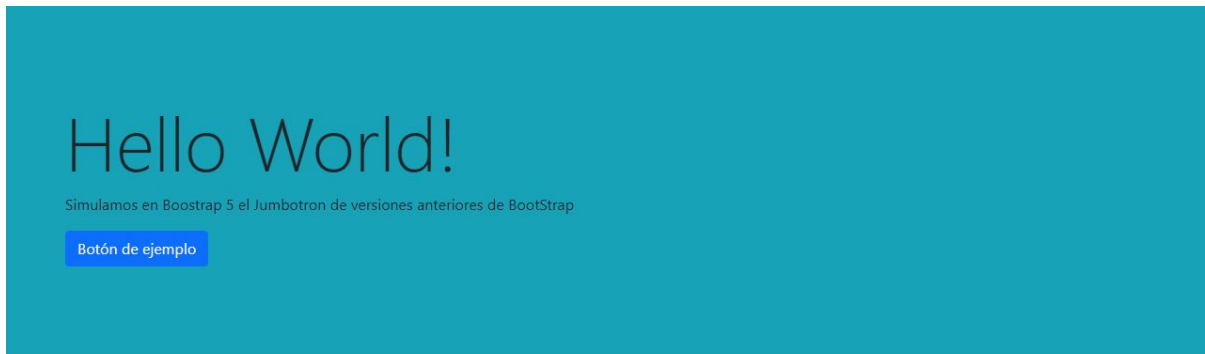 Hello World!
Simulamos en Boostrap 5 el Jumbotron de versiones anteriores de BootStrap
Botón de ejemplo